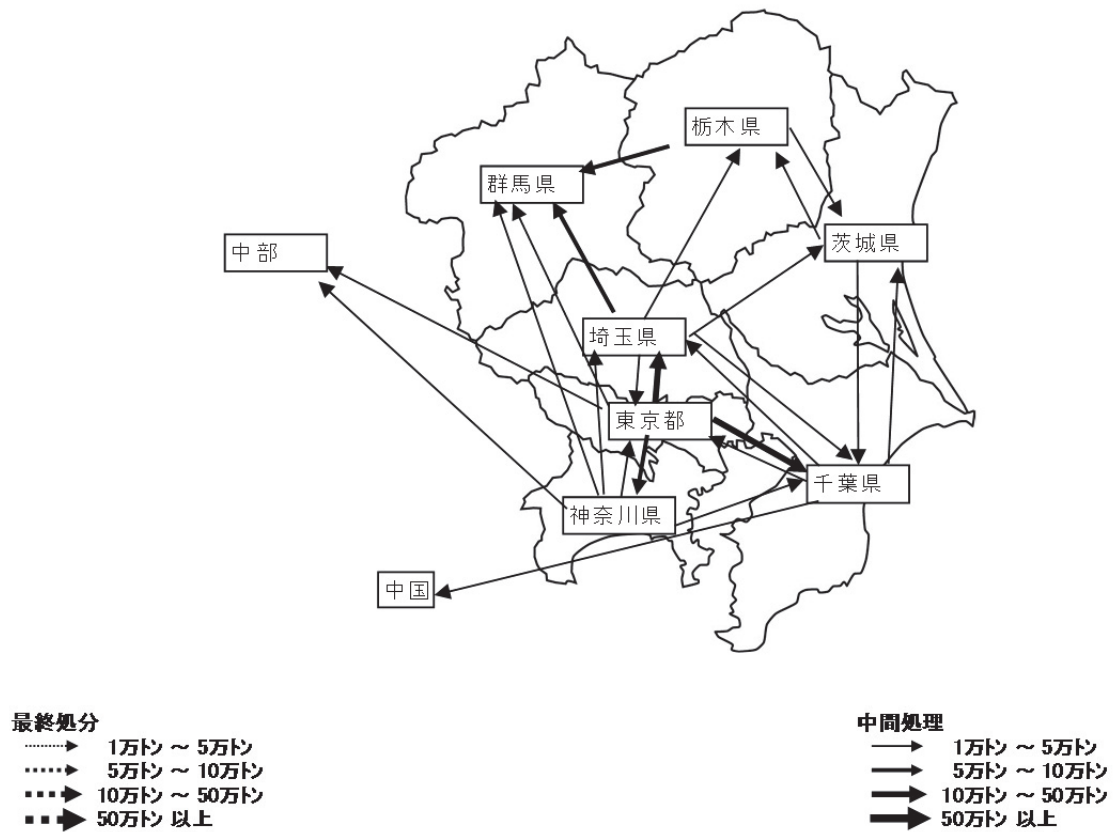 栃木県
群馬県
茨城県
中部
埼玉県
東京都
千葉県
神奈川県
中国
最終処分
1万トン ～ 5万トン
5万トン ～ 10万トン
10万トン ～ 50万トン
50万トン 以上
中間処理
1万トン ～ 5万トン
5万トン ～ 10万トン
10万トン ～ 50万トン
50万トン 以上